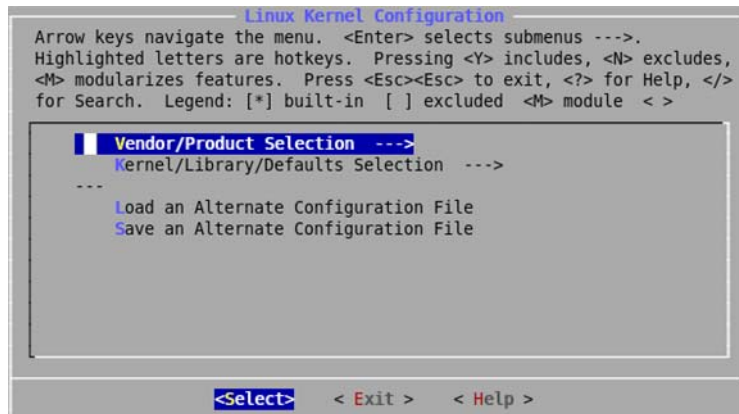 Linux Kernel Configuration
Arrow keys navigate the menu.  <Enter> selects submenus --->.
Highlighted letters are hotkeys.  Pressing <Y> includes, <N> excludes,
<M> modularizes features.  Press <Esc><Esc> to exit, <?> for Help, </>
for Search.  Legend: [*] built-in  [ ] excluded  <M> module  < >
Vendor/Product Selection  --->
Kernel/Library/Defaults Selection  --->
---
Load an Alternate Configuration File
Save an Alternate Configuration File
<Select>    < Exit >    < Help >